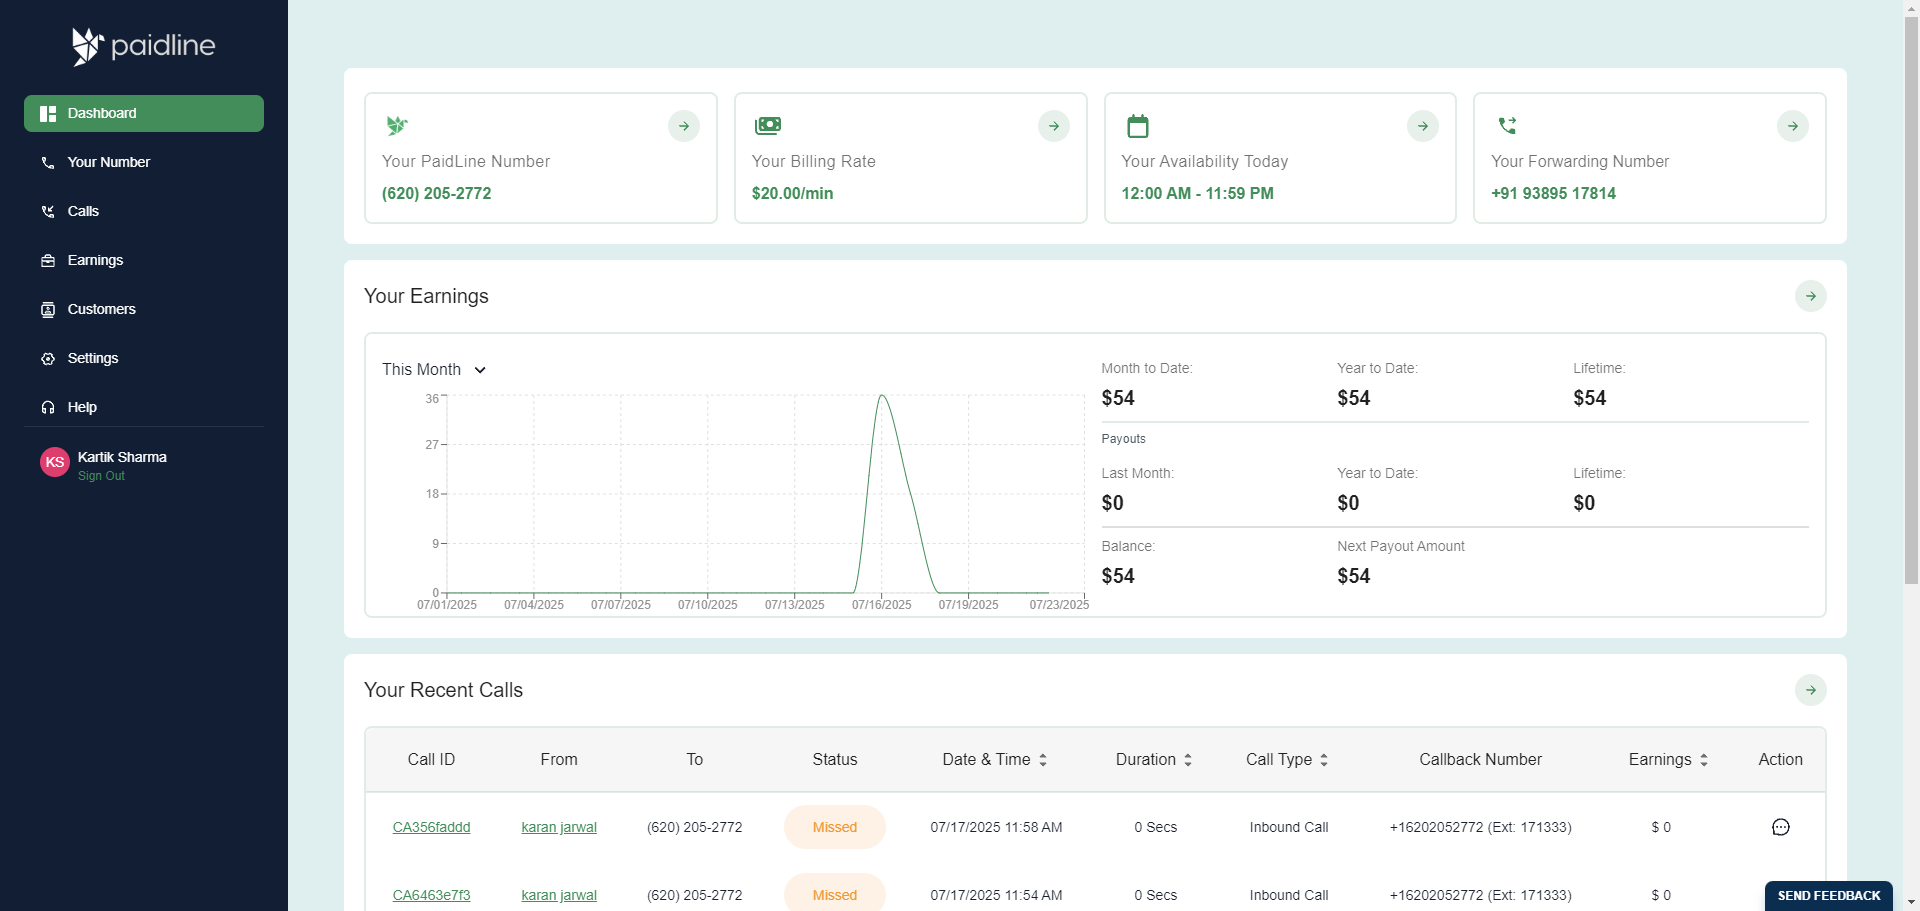 paidline
Dashboard
Your Number
Calls
Earnings
Customers
Settings
Help
KS
Kartik Sharma
Sign Out
Your PaidLine Number
(620) 205-2772
Your Billing Rate
$20.00/min
Your Availability Today
12:00 AM - 11:59 PM
Your Forwarding Number
+91 93895 17814
Your Earnings
This Month
36
27
18
9
0
07/01/2025 07/04/2025 07/07/2025 07/10/2025 07/13/2025 07/16/2025 07/19/2025 07/23/2025
Month to Date: Year to Date: Lifetime:
$54 $54 $54
Payouts
Last Month: Year to Date: Lifetime:
$0 $0 $0
Balance: Next Payout Amount
$54 $54
Your Recent Calls
Call ID From To Status Date & Time Duration Call Type Callback Number Earnings Action
CA356faddd karan jarwal (620) 205-2772 Missed 07/17/2025 11:58 AM 0 Secs Inbound Call +16202052772 (Ext: 171333) $ 0
CA6463e7f3 karan jarwal (620) 205-2772 Missed 07/17/2025 11:54 AM 0 Secs Inbound Call +16202052772 (Ext: 171333) $ 0
SEND FEEDBACK